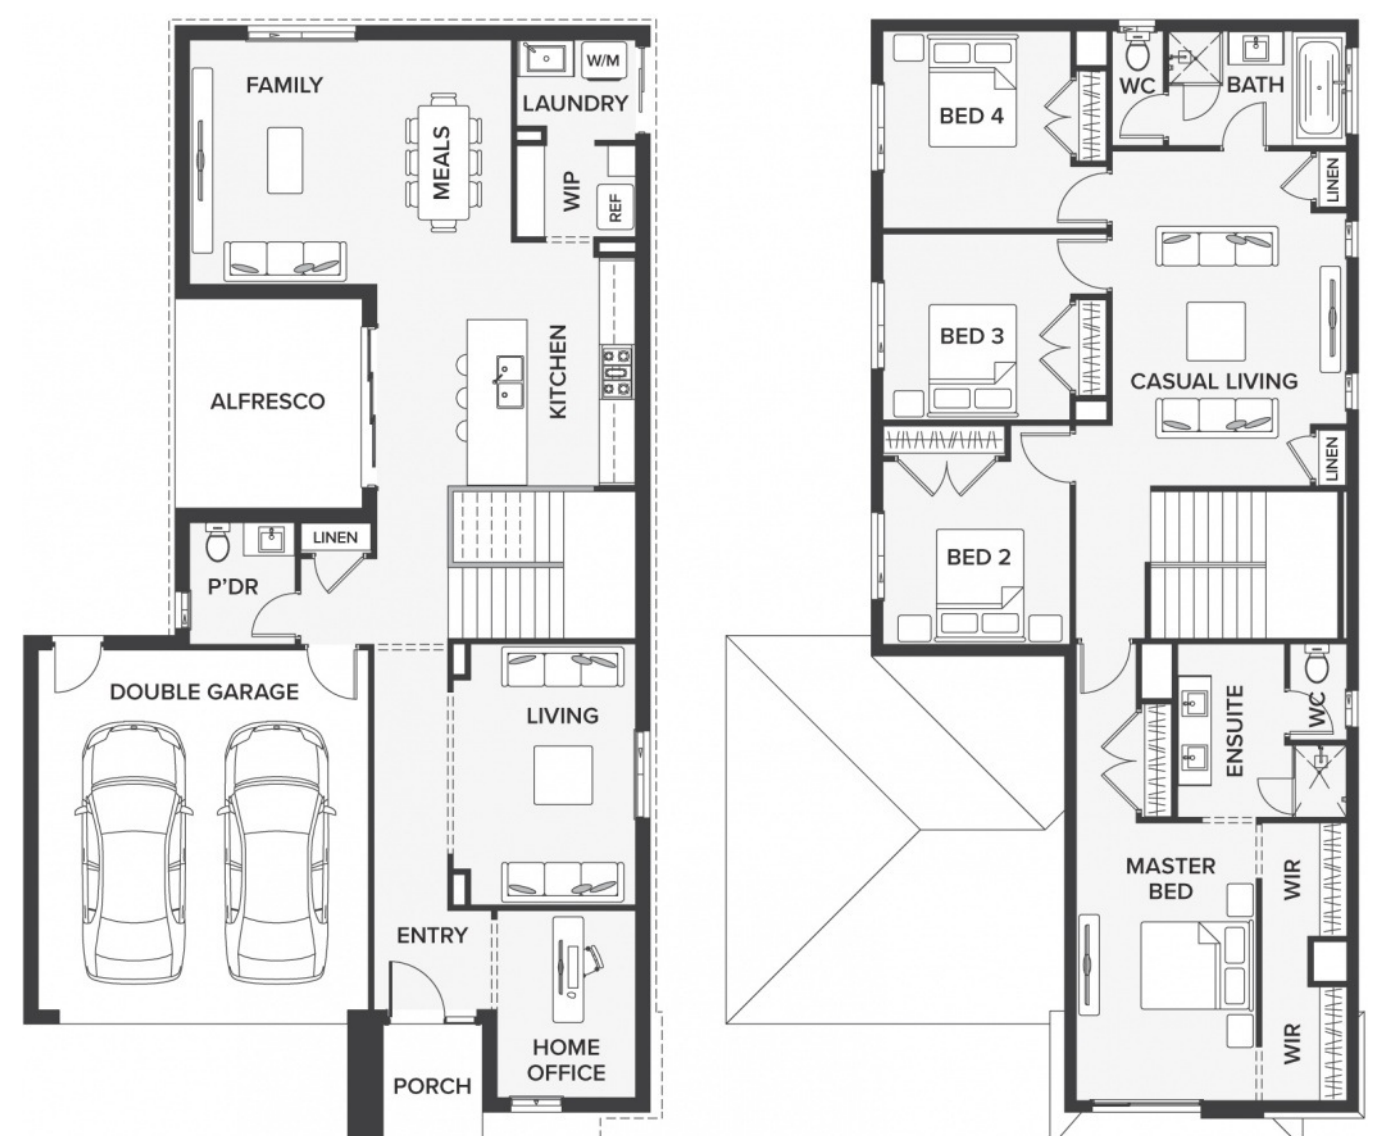 FAMILY
MEALS
W/M
LAUNDRY
WIP
REF
KITCHEN
ALFRESCO
LINEN
P'DR
DOUBLE GARAGE
LIVING
ENTRY
HOME
OFFICE
PORCH
BED 4
WC
BATH
LINEN
BED 3
CASUAL LIVING
LINEN
BED 2
ENSUITE
WC
MASTER
BED
WIR
WIR